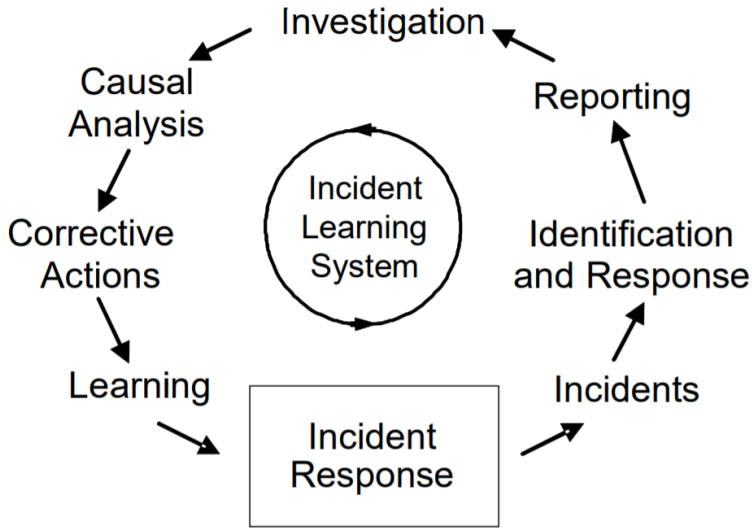 Investigation
Causal
Analysis
Reporting
Incident
Learning
System
Corrective
Actions
Identification
and Response
Learning
Incidents
Incident
Response